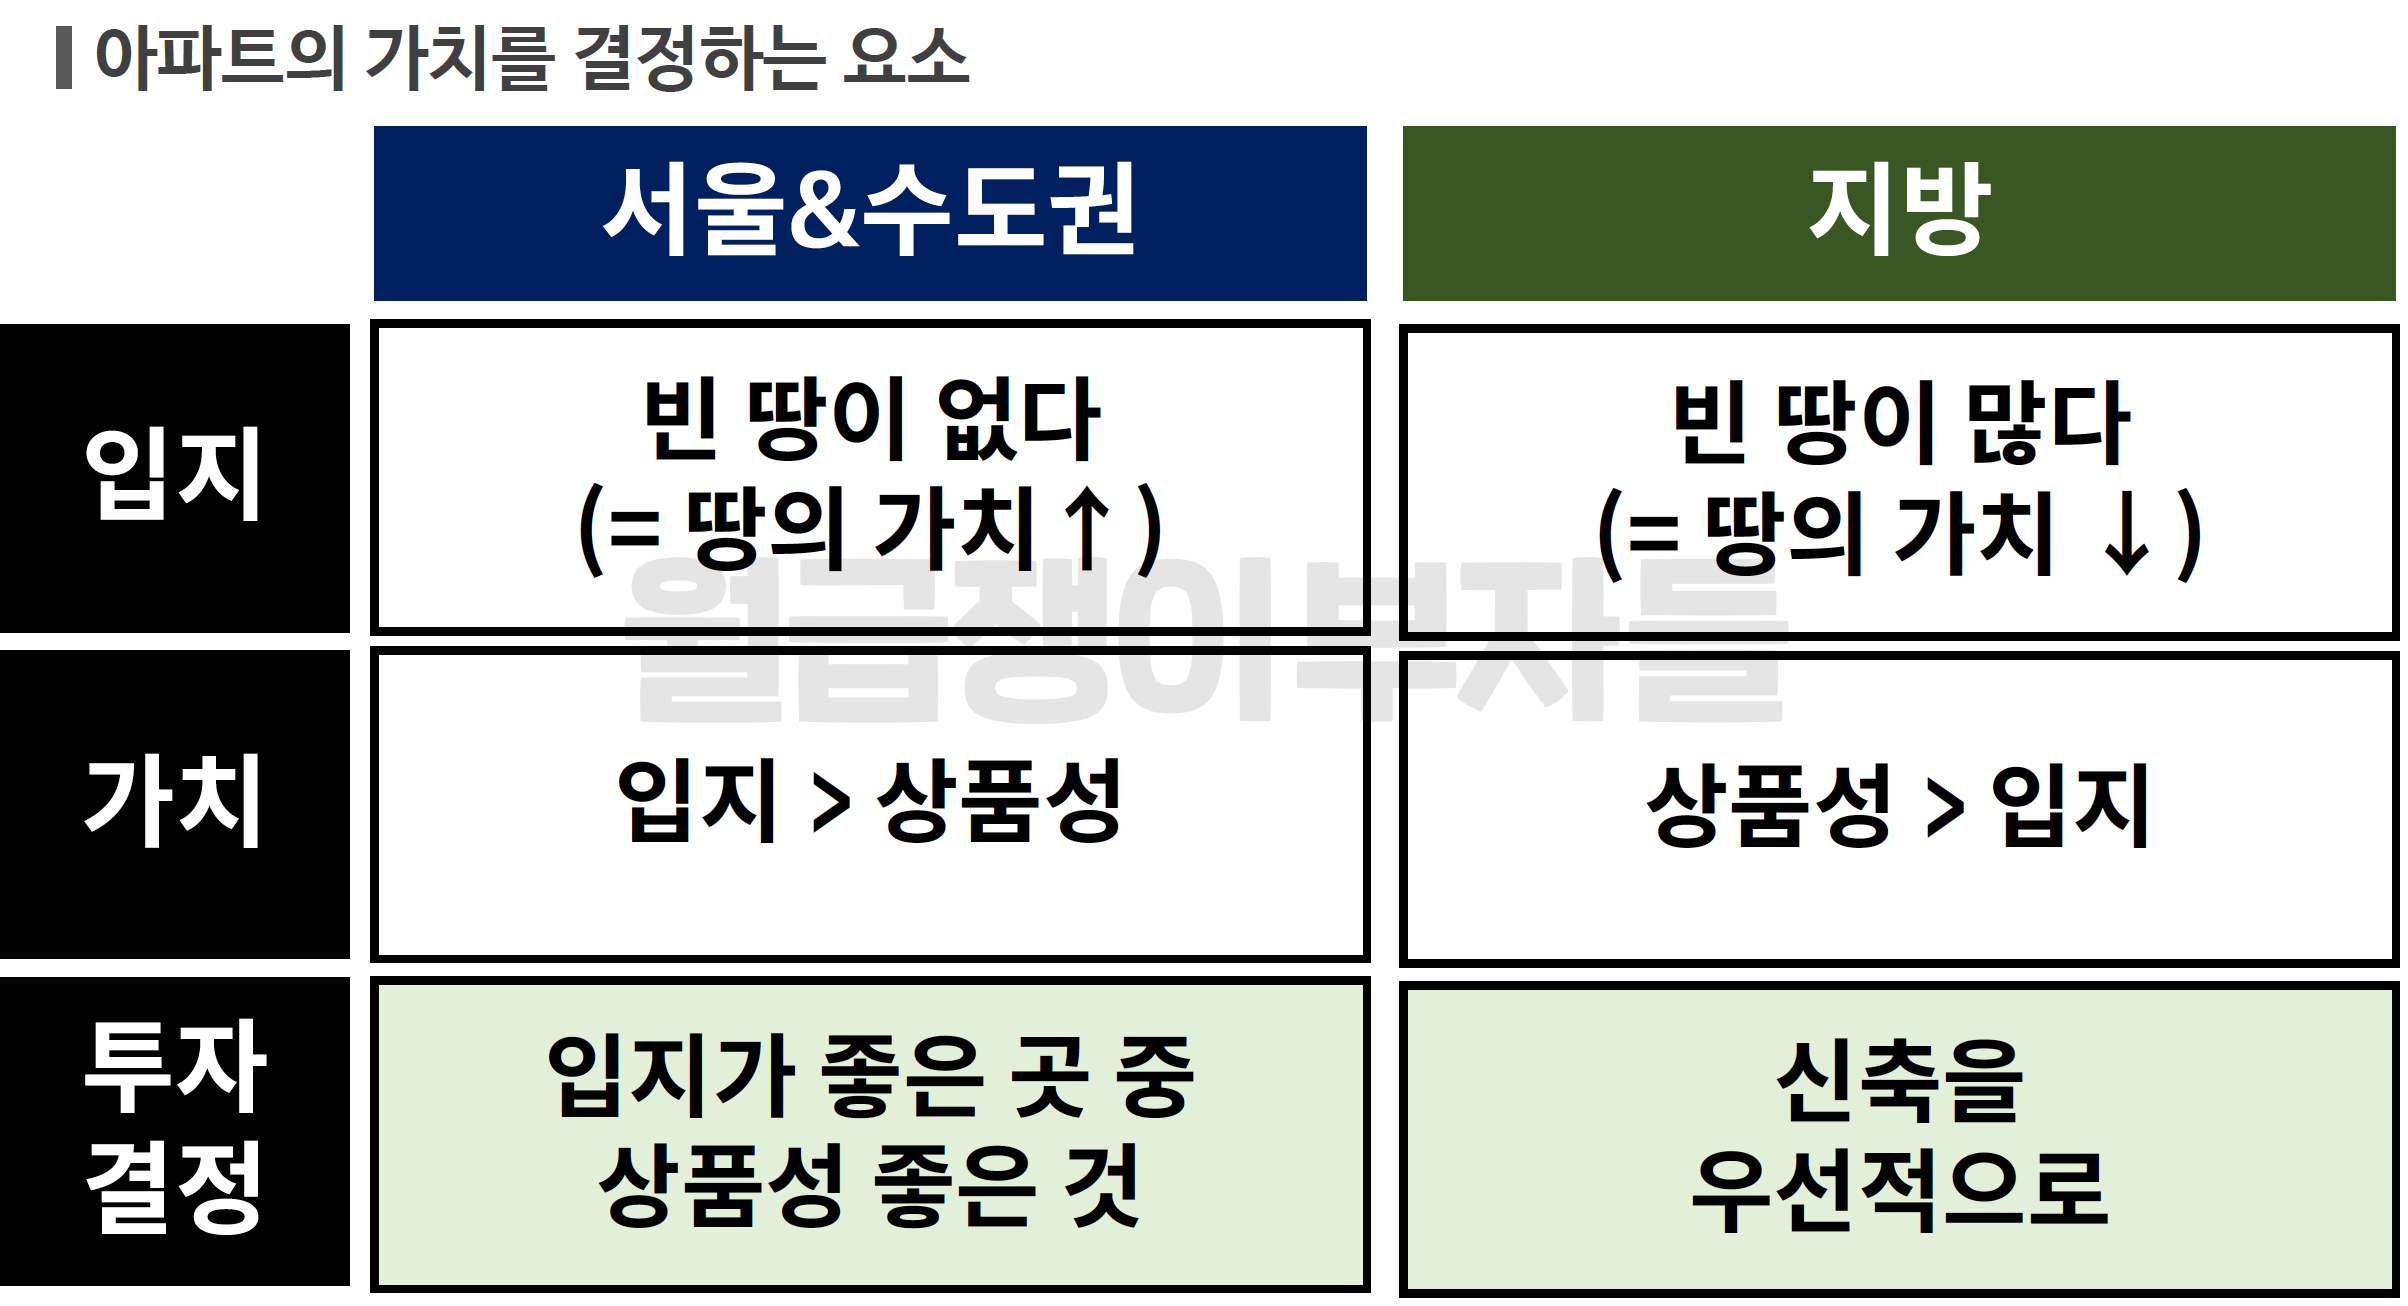 아파트의 가치를 결정하는 요소
서울&수도권
지방
입지
빈 땅이 없다
(= 땅의 가치↑)
빈 땅이 많다
(= 땅의 가치 ↓)
월급쟁이부자들
가치
입지 > 상품성
상품성 > 입지
투자
결정
입지가 좋은 곳 중
상품성 좋은 것
신축을
우선적으로